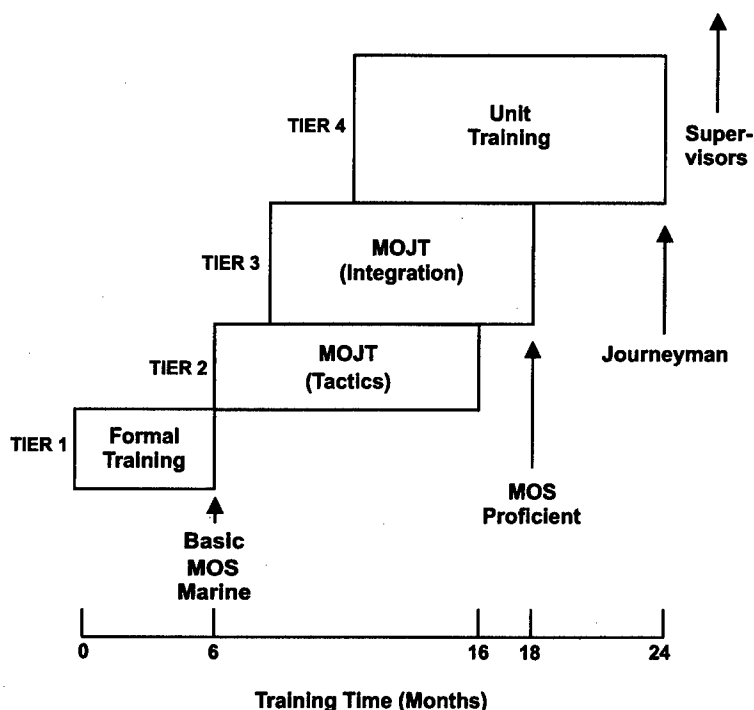 Unit
Training
TIER 4
Super-
visors
MOJT
(Integration)
TIER 3
Journeyman
MOJT
(Tactics)
TIER 2
Formal
Training
TIER 1
MOS
Proficient
Basic
MOS
Marine
0 6 16 18 24
Training Time (Months)